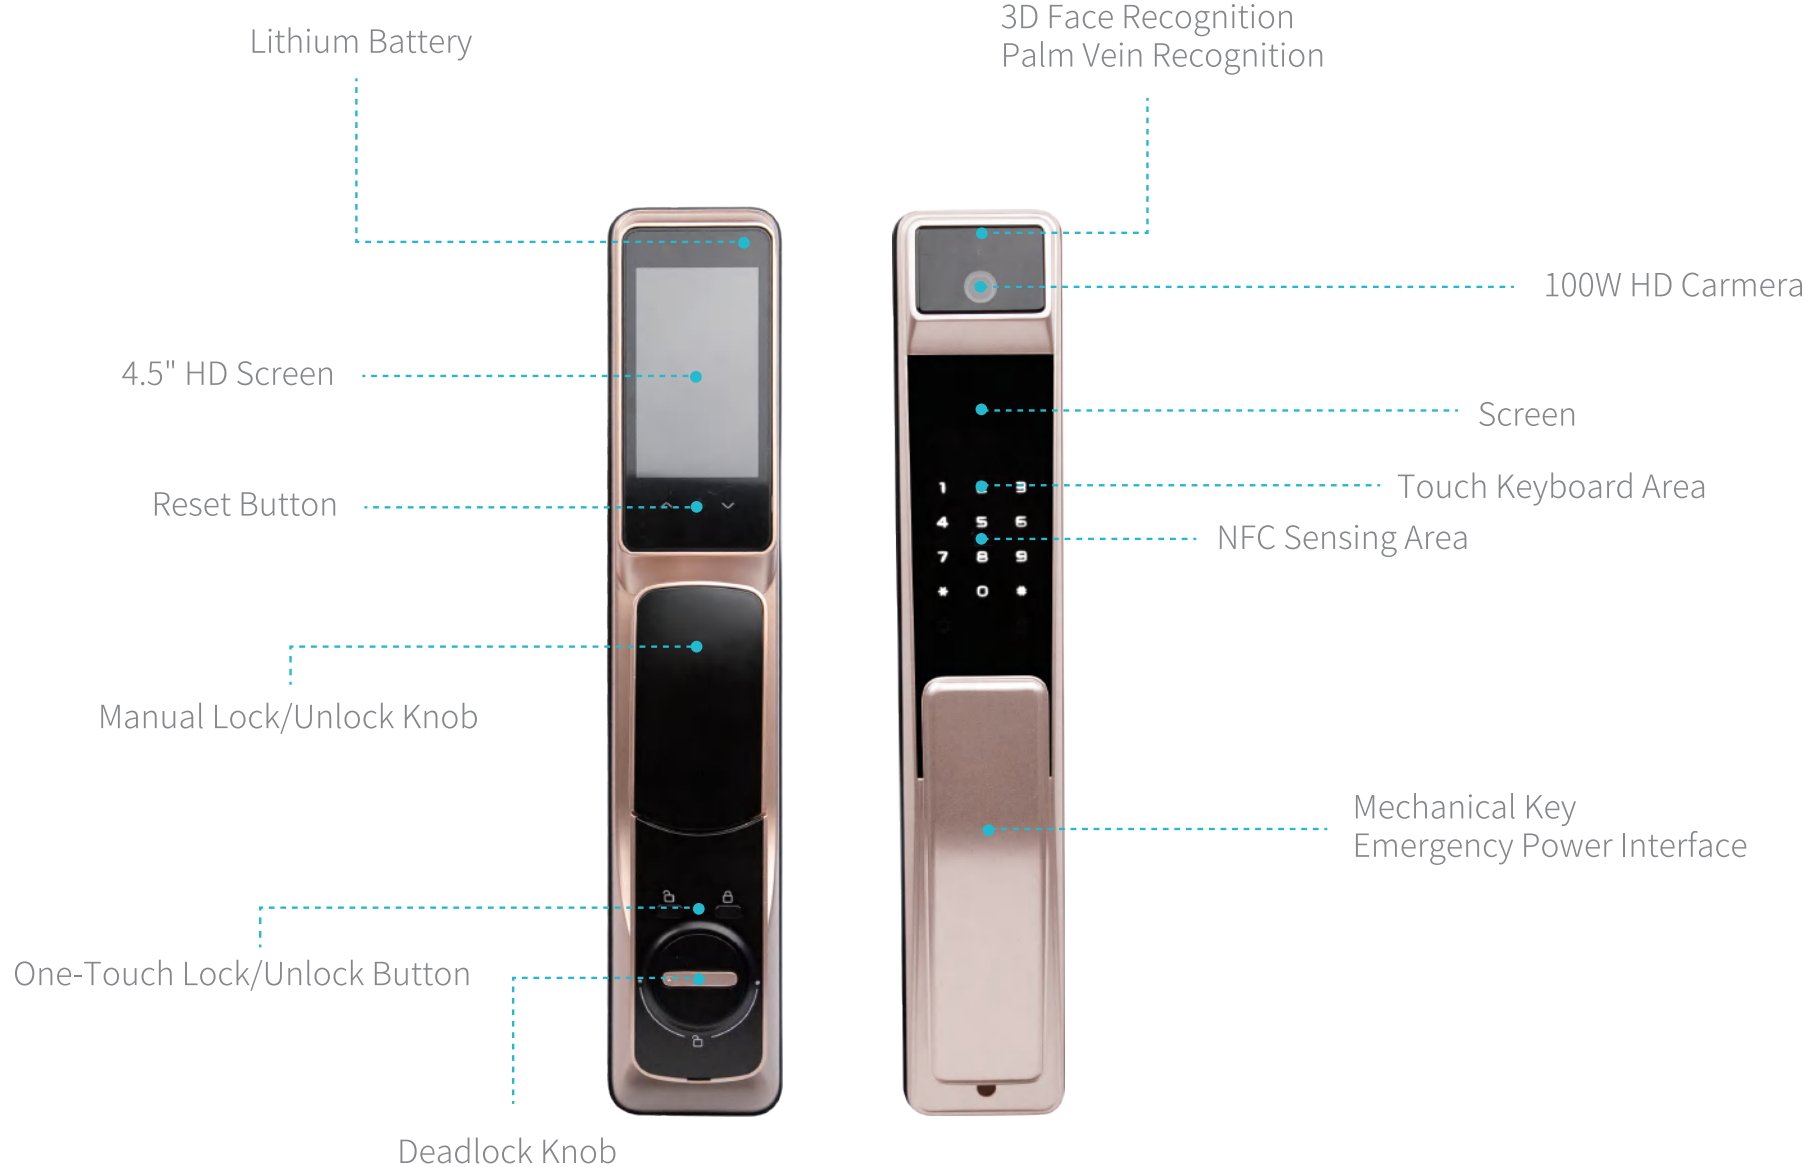 3D Face Recognition
Palm Vein Recognition
Lithium Battery
100W HD Carmera
4.5" HD Screen
Screen
Reset Button
Touch Keyboard Area
NFC Sensing Area
1 2 3
4 5 6
7 8 9
* 0 #
Manual Lock/Unlock Knob
Mechanical Key
Emergency Power Interface
One-Touch Lock/Unlock Button
Deadlock Knob